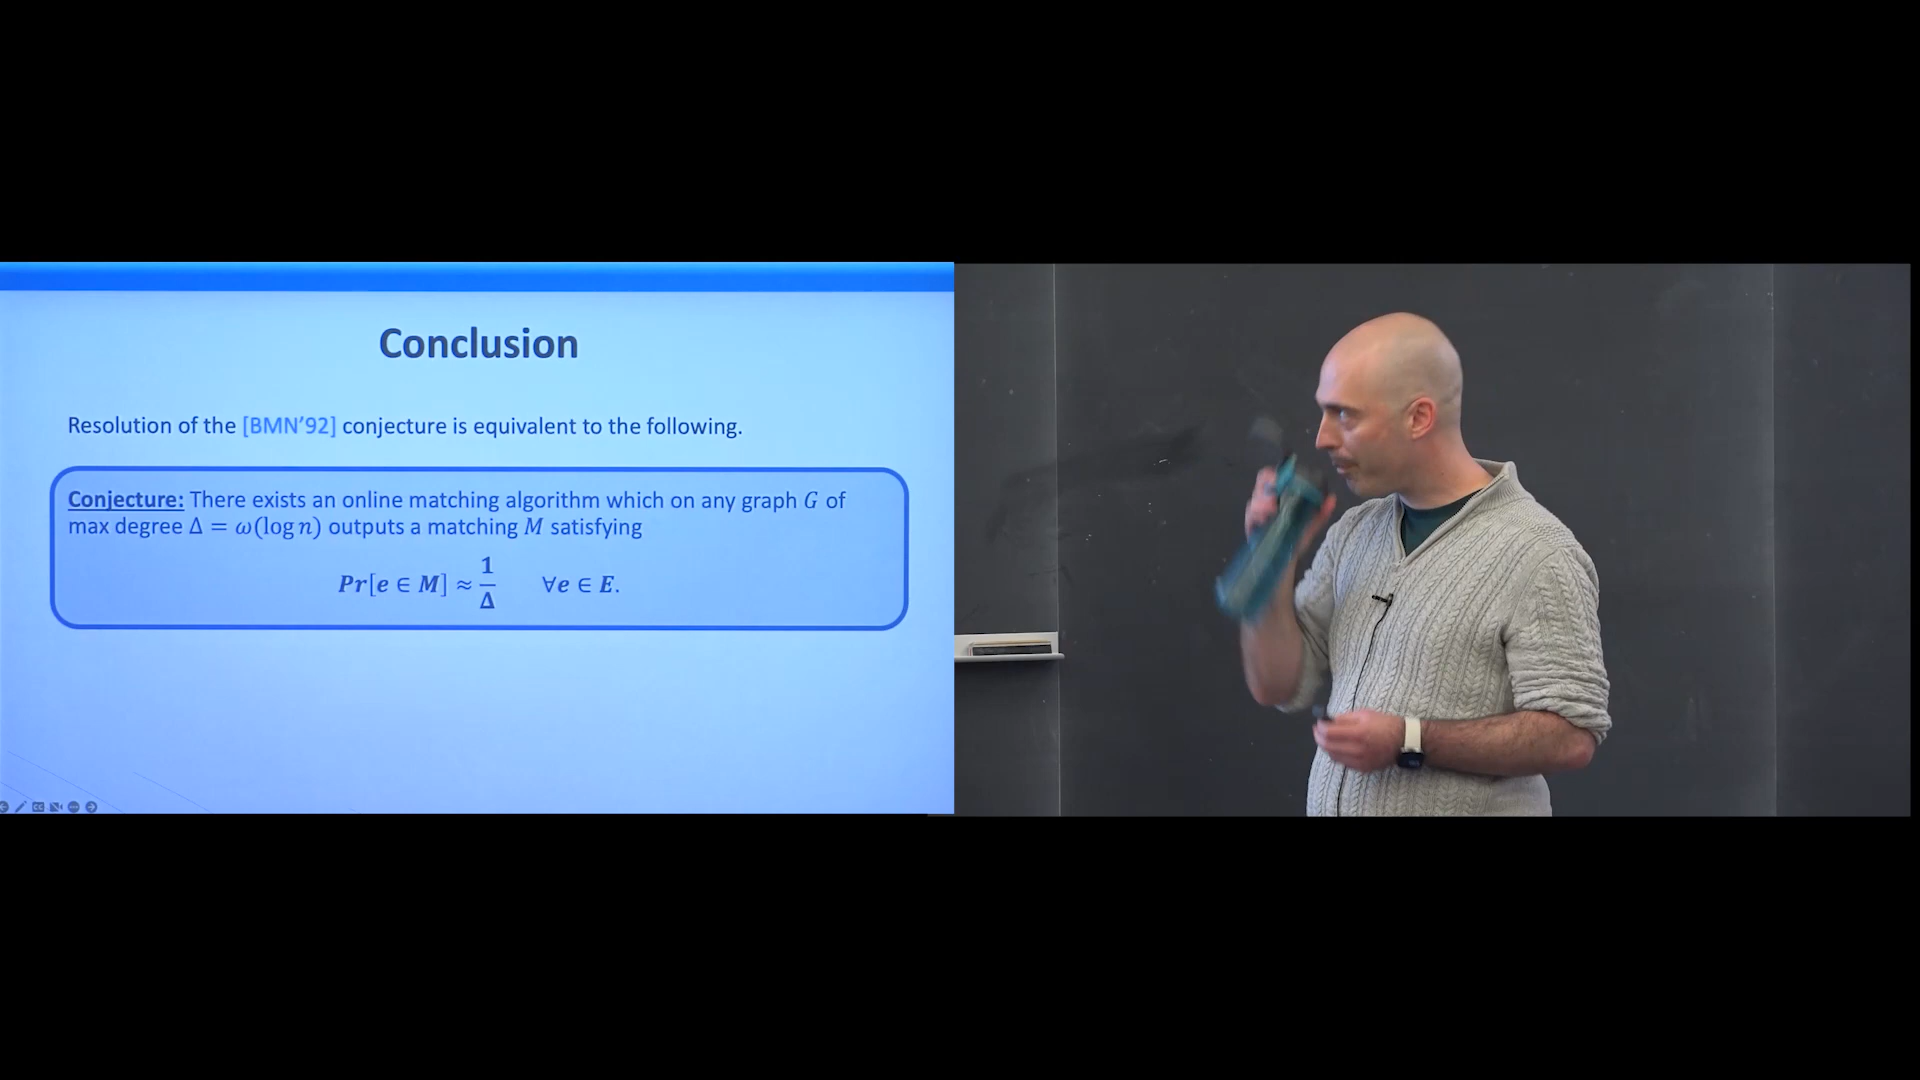 Conclusion
Resolution of the [BMN’92] conjecture is equivalent to the following.
Conjecture: There exists an online matching algorithm which on any graph G of
max degree Δ = ω(log n) outputs a matching M satisfying
Pr[e ∈ M] ≈ 1/Δ ∀e ∈ E.